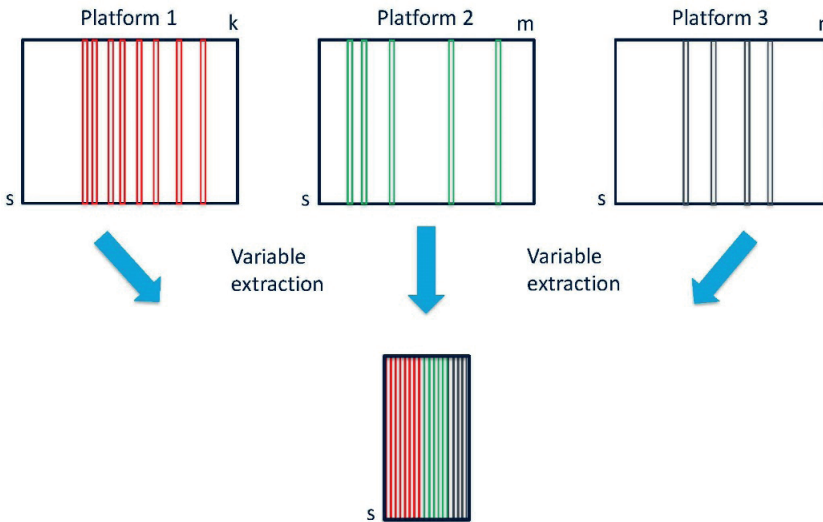 Platform 1
k
Platform 2
m
Platform 3
s
s
s
Variable
extraction
Variable
extraction
s